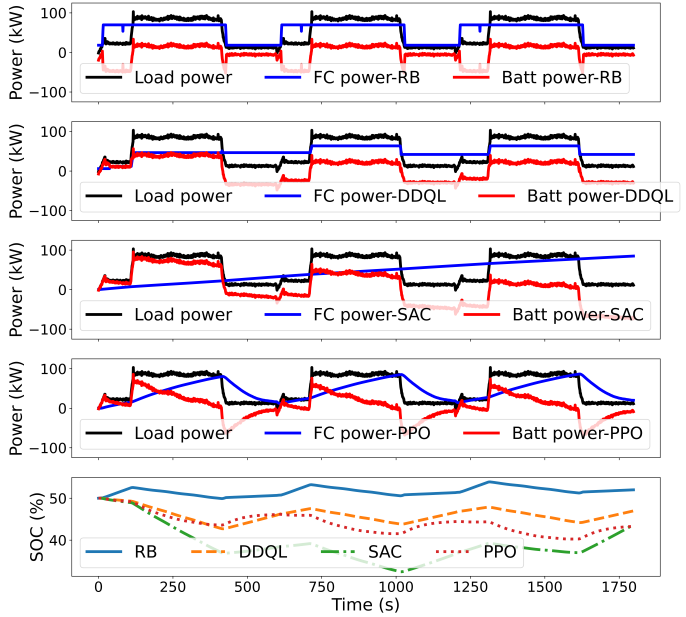 Power (kW)
100
0
−100
Load power FC power-RB Batt power-RB
Power (kW)
100
0
−100
Load power FC power-DDQL Batt power-DDQL
Power (kW)
100
0
−100
Load power FC power-SAC Batt power-SAC
Power (kW)
100
0
−100
Load power FC power-PPO Batt power-PPO
SOC (%)
50
40
RB DDQL SAC PPO
0 250 500 750 1000 1250 1500 1750
Time (s)